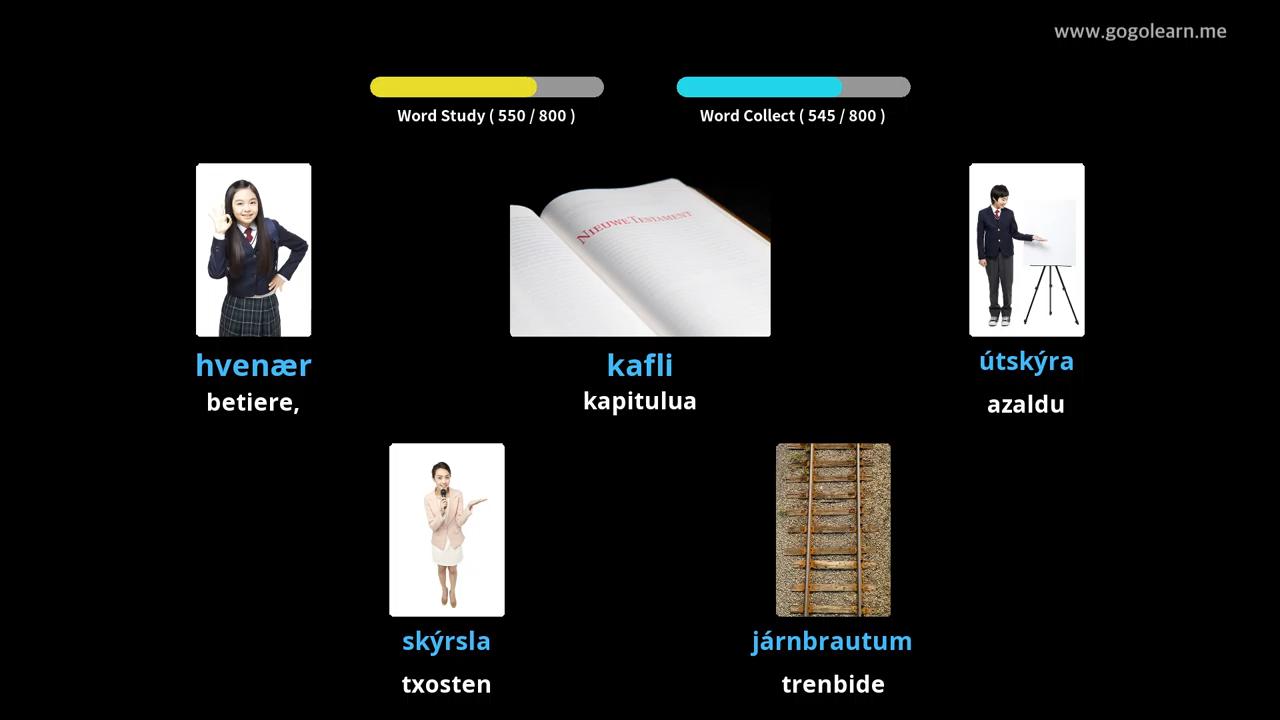 www.gogolearn.me
Word Study ( 550 / 800 )
Word Collect ( 545 / 800 )
NIEUWE TESTAMENT
hvenær
betiere,
kafli
kapitulua
útskýra
azaldu
skýrsla
txosten
járnbrautum
trenbide